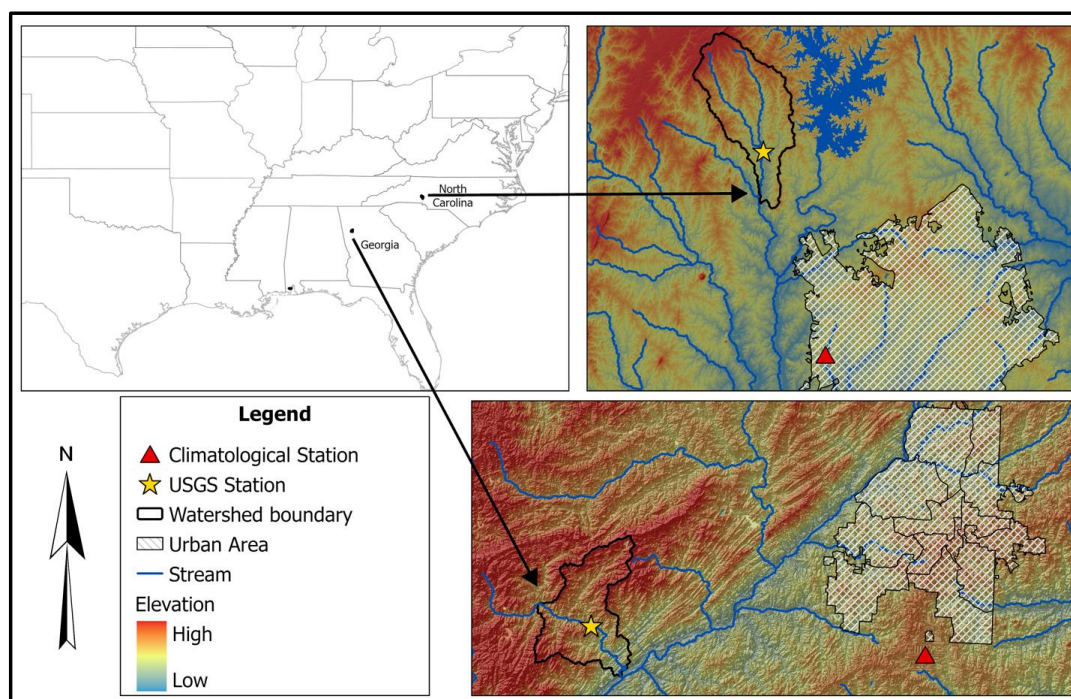 North
Carolina
Georgia
N
Legend
Climatological Station
USGS Station
Watershed boundary
Urban Area
Stream
Elevation
High
Low